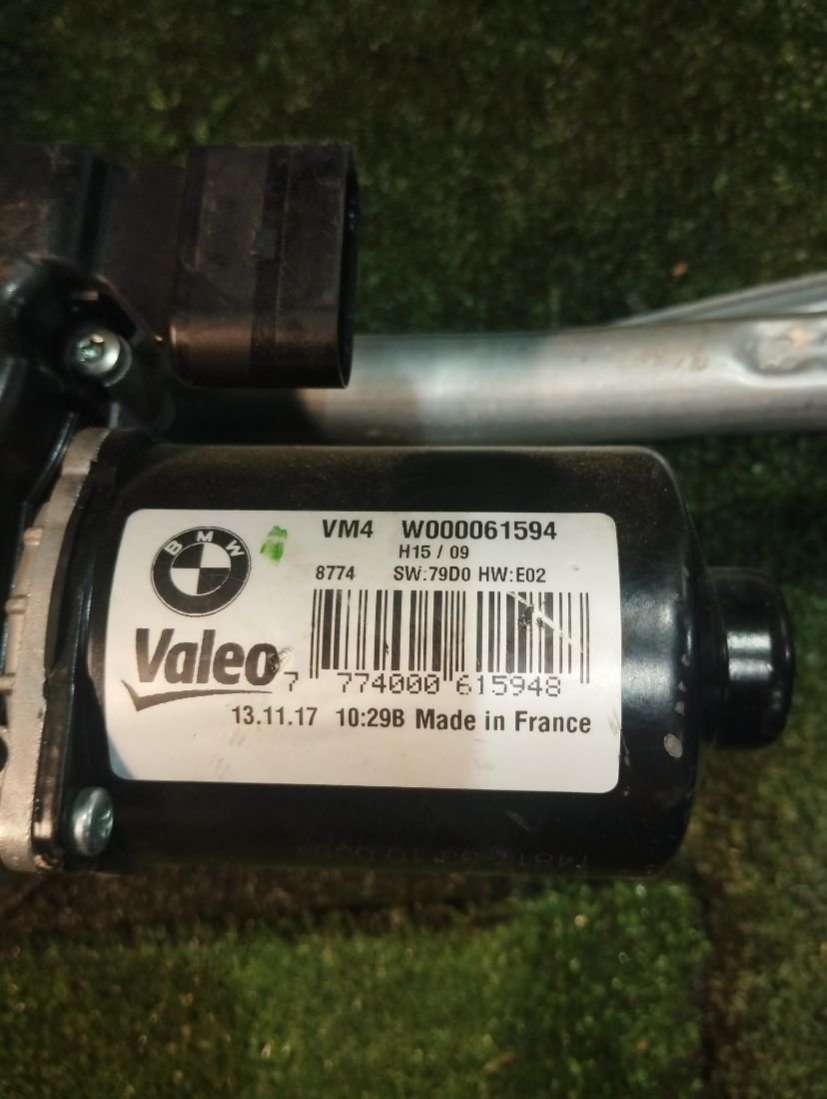 BMW
VM4 W000061594
H15 / 09
8774 SW:79D0 HW:E02
Valeo
7 774000 615948
13.11.17 10:29B Made in France